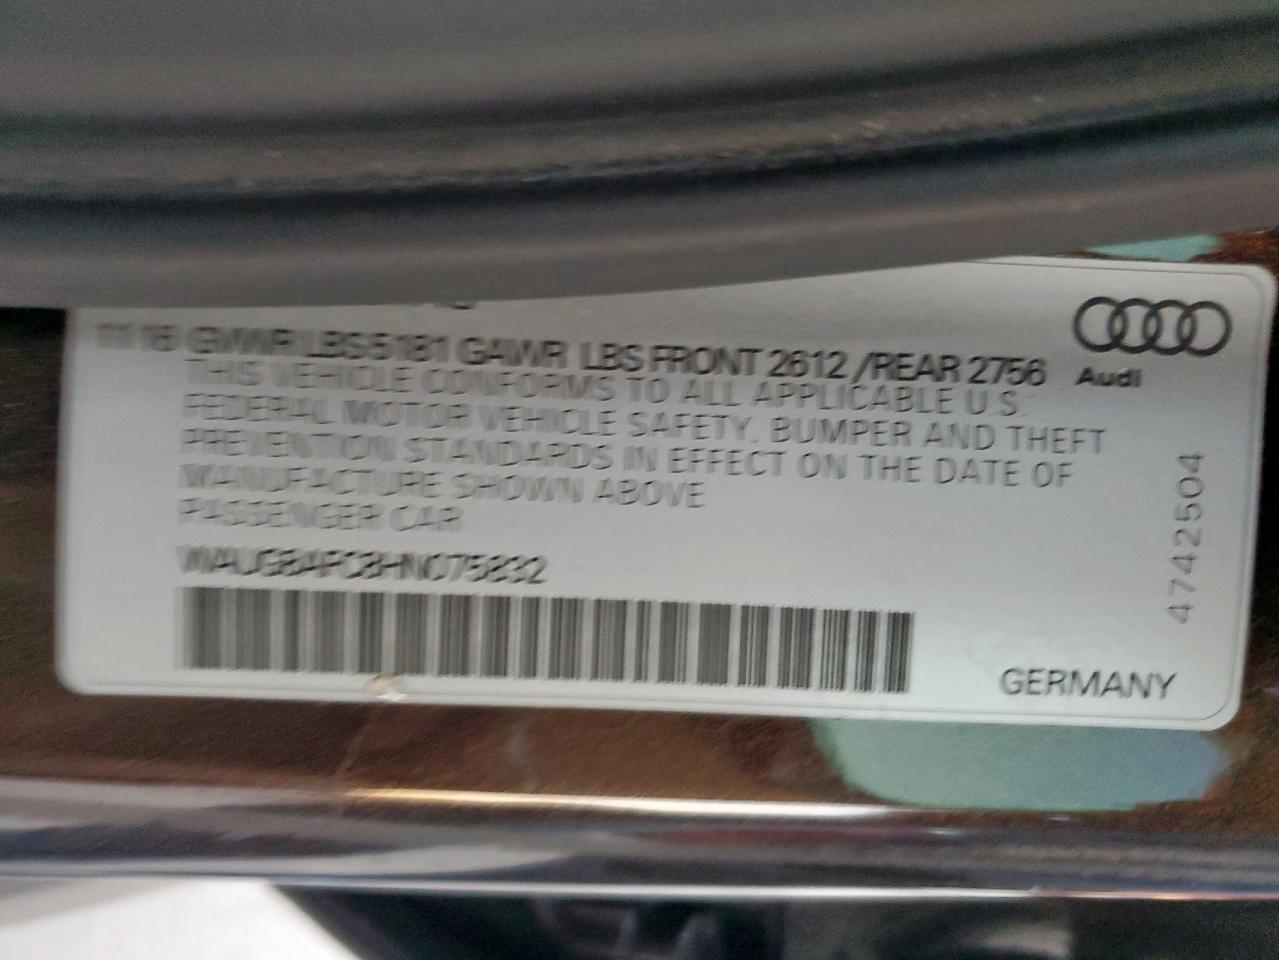 11 16 GVWR LBS 5181 GAWR LBS FRONT 2612 / REAR 2756
Audi
THIS VEHICLE CONFORMS TO ALL APPLICABLE U.S.
FEDERAL MOTOR VEHICLE SAFETY, BUMPER AND THEFT
PREVENTION STANDARDS IN EFFECT ON THE DATE OF
MANUFACTURE SHOWN ABOVE
PASSENGER CAR
4742504
GERMANY